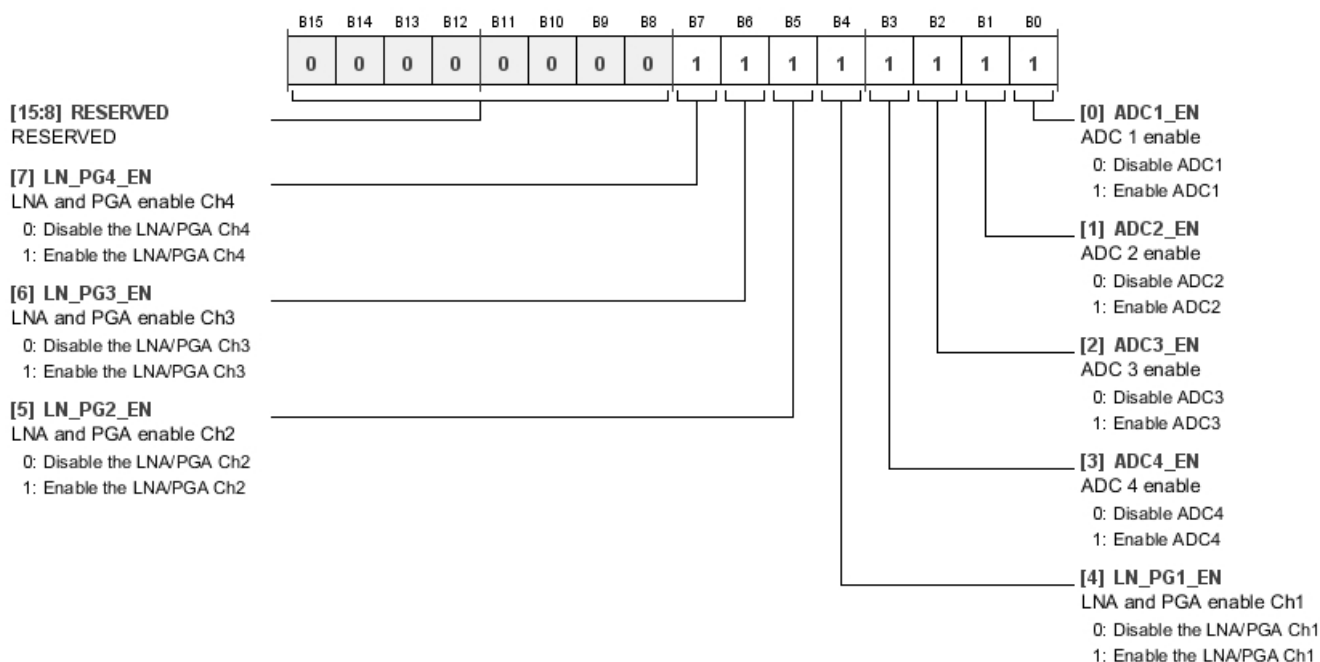 B15 B14 B13 B12 B11 B10 B9 B8 B7 B6 B5 B4 B3 B2 B1 B0
0 0 0 0 0 0 0 0 1 1 1 1 1 1 1 1
[15:8] RESERVED
RESERVED
[7] LN_PG4_EN
LNA and PGA enable Ch4
0: Disable the LNA/PGA Ch4
1: Enable the LNA/PGA Ch4
[6] LN_PG3_EN
LNA and PGA enable Ch3
0: Disable the LNA/PGA Ch3
1: Enable the LNA/PGA Ch3
[5] LN_PG2_EN
LNA and PGA enable Ch2
0: Disable the LNA/PGA Ch2
1: Enable the LNA/PGA Ch2
[0] ADC1_EN
ADC 1 enable
0: Disable ADC1
1: Enable ADC1
[1] ADC2_EN
ADC 2 enable
0: Disable ADC2
1: Enable ADC2
[2] ADC3_EN
ADC 3 enable
0: Disable ADC3
1: Enable ADC3
[3] ADC4_EN
ADC 4 enable
0: Disable ADC4
1: Enable ADC4
[4] LN_PG1_EN
LNA and PGA enable Ch1
0: Disable the LNA/PGA Ch1
1: Enable the LNA/PGA Ch1